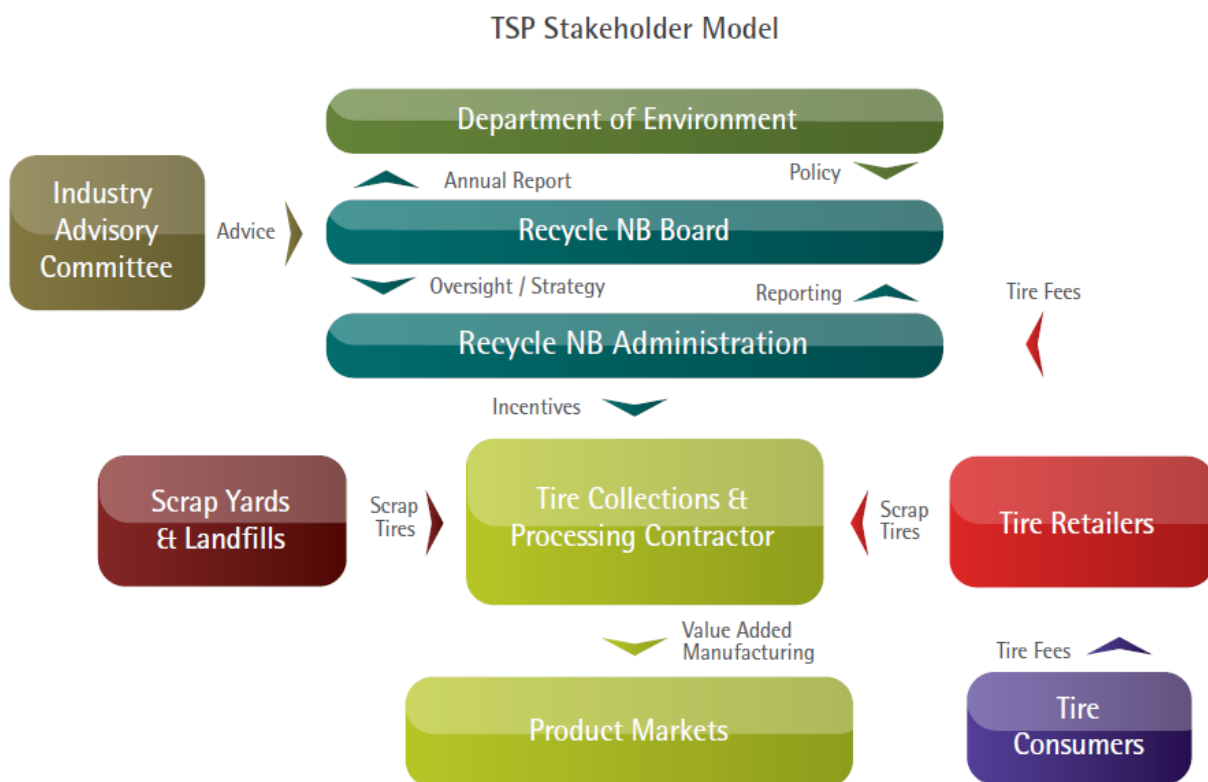 TSP Stakeholder Model
Department of Environment
Annual Report
Policy
Industry
Advisory
Committee
Advice
Recycle NB Board
Oversight / Strategy
Reporting
Tire Fees
Recycle NB Administration
Incentives
Scrap Yards
& Landfills
Scrap
Tires
Tire Collections &
Processing Contractor
Scrap
Tires
Tire Retailers
Value Added
Manufacturing
Tire Fees
Product Markets
Tire
Consumers